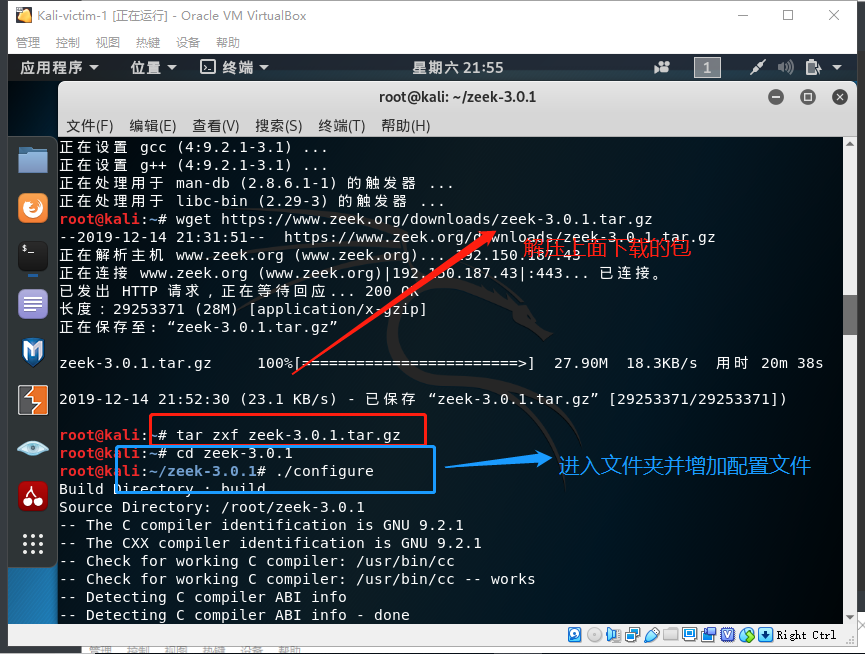 Kali-victim-1 [正在运行] - Oracle VM VirtualBox
管理 控制 视图 热键 设备 帮助
应用程序 位置 终端 星期六 21:55 1
root@kali: ~/zeek-3.0.1
文件(F) 编辑(E) 查看(V) 搜索(S) 终端(T) 帮助(H)
正在设置 gcc (4:9.2.1-3.1) ...
正在设置 g++ (4:9.2.1-3.1) ...
正在处理用于 man-db (2.8.6.1-1) 的触发器 ...
正在处理用于 libc-bin (2.29-3) 的触发器 ...
root@kali:~# wget https://www.zeek.org/downloads/zeek-3.0.1.tar.gz
--2019-12-14 21:31:51-- https://www.zeek.org/downloads/zeek-3.0.1.tar.gz
解压上面下载的包
正在解析主机 www.zeek.org (www.zeek.org)... 192.150.187.43
正在连接 www.zeek.org (www.zeek.org)|192.150.187.43|:443... 已连接。
已发出 HTTP 请求，正在等待回应... 200 OK
长度：29253371 (28M) [application/x-gzip]
正在保存至: “zeek-3.0.1.tar.gz”
zeek-3.0.1.tar.gz 100%[========================>] 27.90M 18.3KB/s 用时 20m 38s
2019-12-14 21:52:30 (23.1 KB/s) - 已保存 “zeek-3.0.1.tar.gz” [29253371/29253371])
root@kali:~# tar zxf zeek-3.0.1.tar.gz
root@kali:~# cd zeek-3.0.1
root@kali:~/zeek-3.0.1# ./configure
进入文件夹并增加配置文件
Build Directory : build
Source Directory: /root/zeek-3.0.1
-- The C compiler identification is GNU 9.2.1
-- The CXX compiler identification is GNU 9.2.1
-- Check for working C compiler: /usr/bin/cc
-- Check for working C compiler: /usr/bin/cc -- works
-- Detecting C compiler ABI info
-- Detecting C compiler ABI info - done
Right Ctrl
管理 控制 视图 热键 设备 帮助